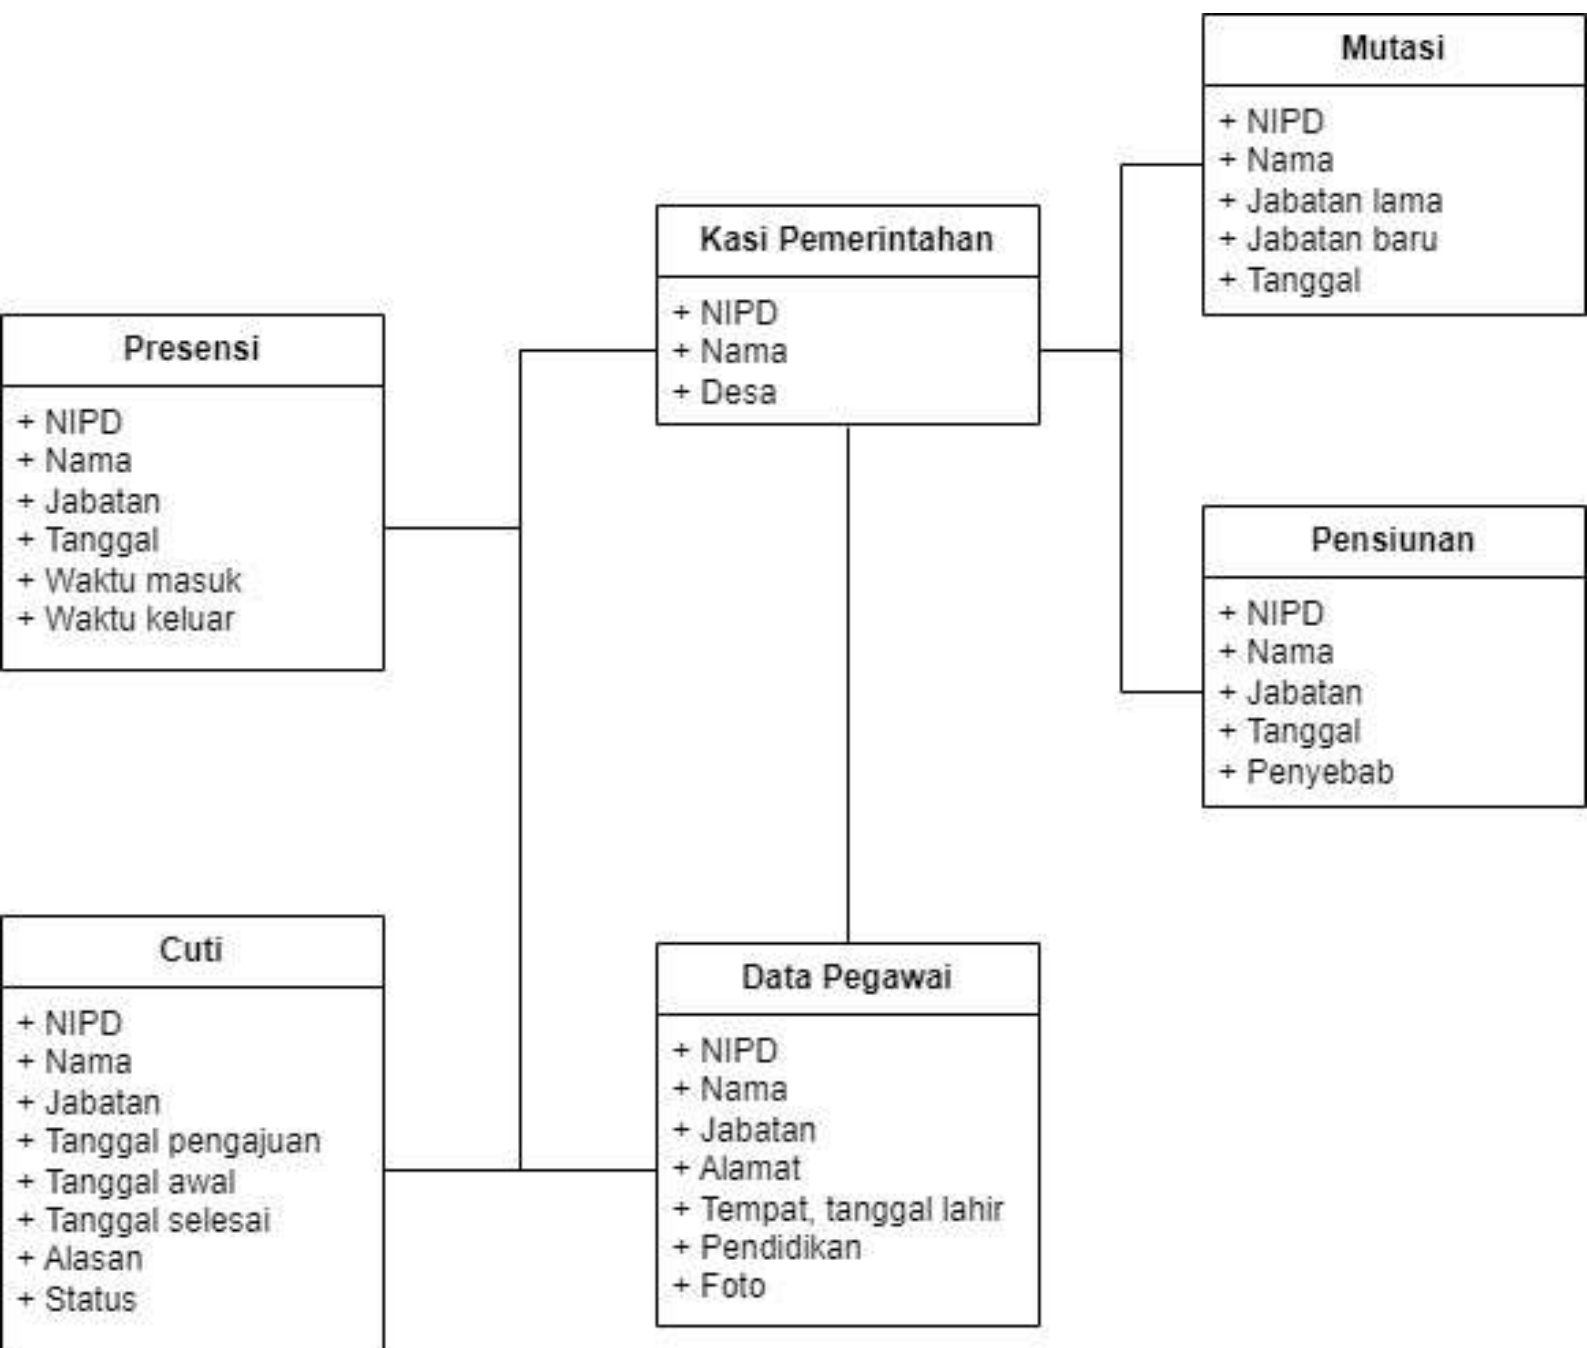 Mutasi
+ NIPD
+ Nama
+ Jabatan lama
+ Jabatan baru
+ Tanggal
Kasi Pemerintahan
+ NIPD
+ Nama
+ Desa
Presensi
+ NIPD
+ Nama
+ Jabatan
+ Tanggal
+ Waktu masuk
+ Waktu keluar
Pensiunan
+ NIPD
+ Nama
+ Jabatan
+ Tanggal
+ Penyebab
Cuti
+ NIPD
+ Nama
+ Jabatan
+ Tanggal pengajuan
+ Tanggal awal
+ Tanggal selesai
+ Alasan
+ Status
Data Pegawai
+ NIPD
+ Nama
+ Jabatan
+ Alamat
+ Tempat, tanggal lahir
+ Pendidikan
+ Foto